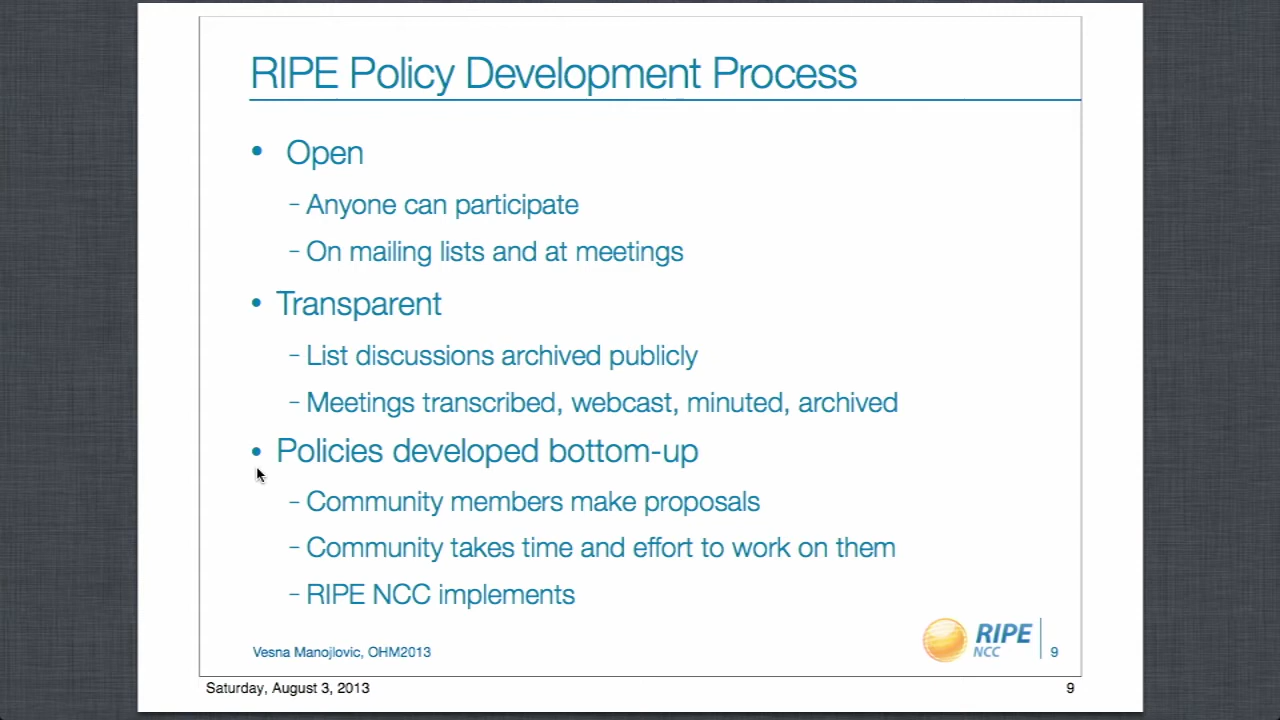 RIPE Policy Development Process
• Open
- Anyone can participate
- On mailing lists and at meetings
• Transparent
- List discussions archived publicly
- Meetings transcribed, webcast, minuted, archived
• Policies developed bottom-up
- Community members make proposals
- Community takes time and effort to work on them
- RIPE NCC implements
Vesna Manojlovic, OHM2013
RIPE
NCC
9
Saturday, August 3, 2013
9